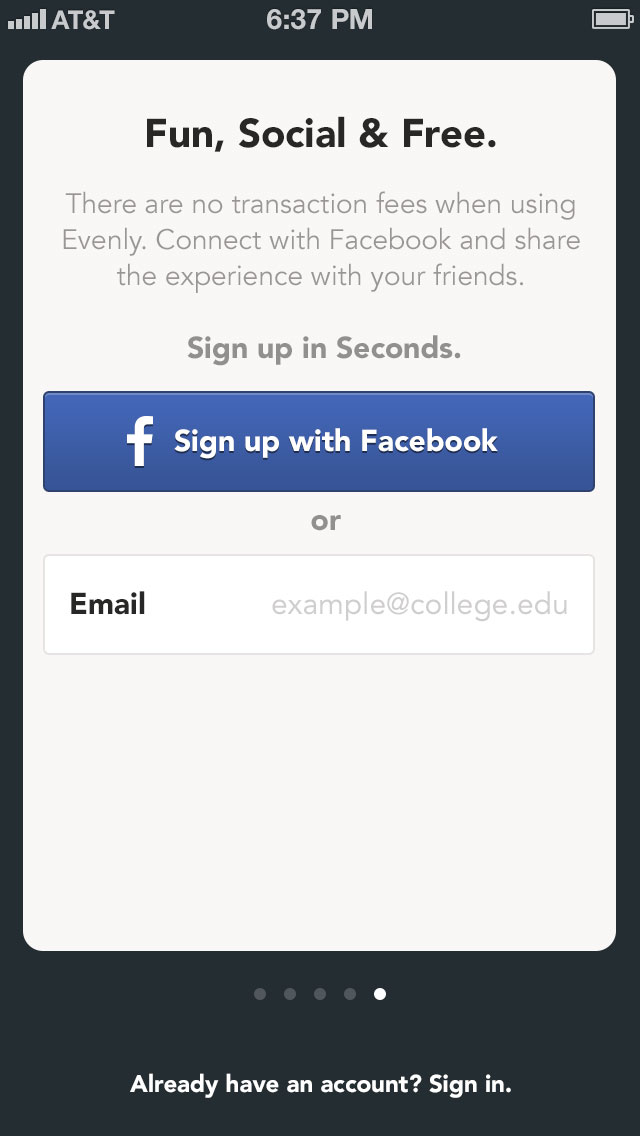 AT&T 6:37 PM
Fun, Social & Free.
There are no transaction fees when using
Evenly. Connect with Facebook and share
the experience with your friends.
Sign up in Seconds.
f Sign up with Facebook
or
Email example@college.edu
Already have an account? Sign in.